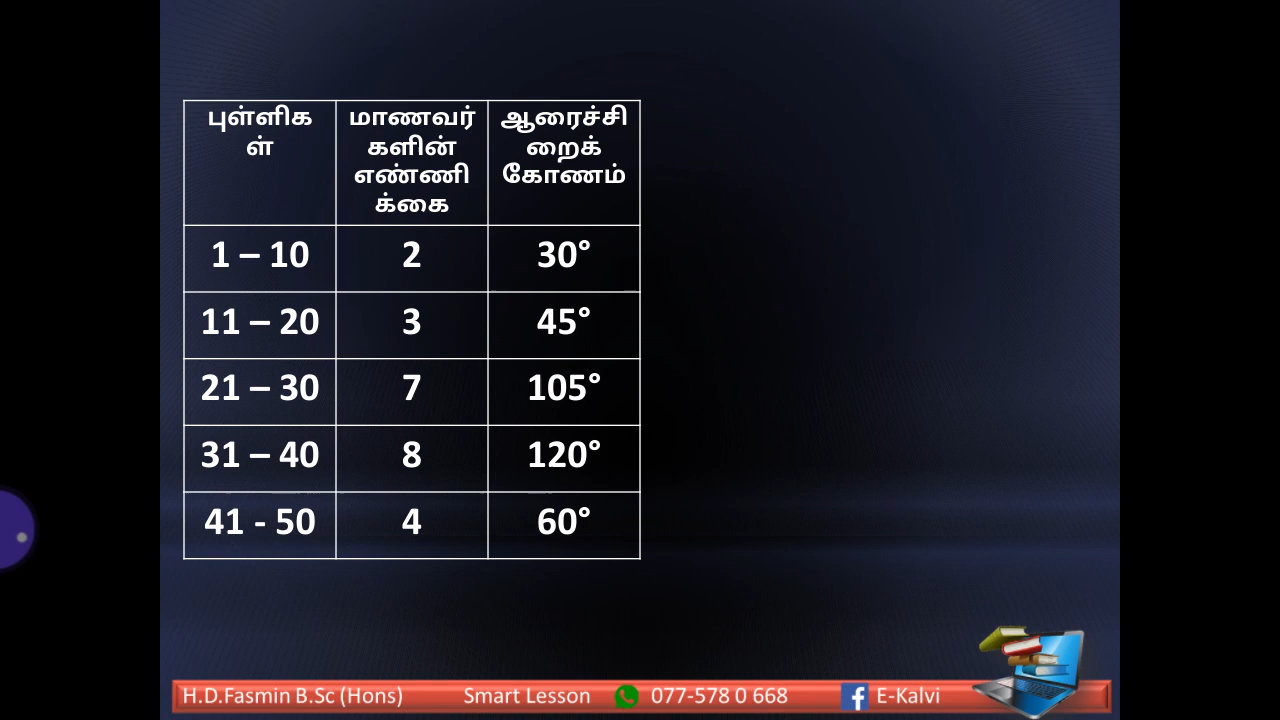 புள்ளிக
ள்
மாணவர்
களின்
எண்ணி
க்கை
ஆரைச்சி
றைக்
கோணம்
1 – 10 2 30°
11 – 20 3 45°
21 – 30 7 105°
31 – 40 8 120°
41 - 50 4 60°
H.D.Fasmin B.Sc (Hons) Smart Lesson 077-578 0 668 E-Kalvi